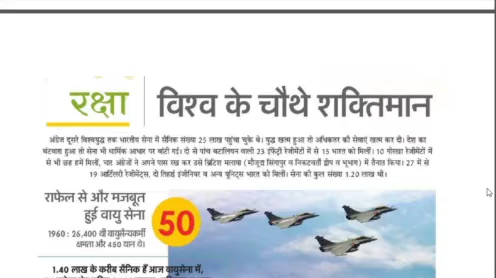 रक्षा
विश्व के चौथे शक्तिमान
अंग्रेज दूसरे विश्वयुद्ध तक भारतीय सेना में सैनिक संख्या 25 लाख पहुंचा चुके थे। युद्ध खत्म हुआ तो अधिकतर की सेवाएं खत्म कर दी। देश का
बंटवारा हुआ तो सेना भी धार्मिक आधार पर बांटी गई। दो से पांच बटालियन वाली 23 इंफेंट्री रेजीमेंटों में से 15 भारत को मिलीं। 10 गोरखा रेजीमेंटों में
से भी छह हमें मिलीं, चार अंग्रेजों ने अपने पास रख कर उसे ब्रिटिश मलाया (मौजूदा सिंगापुर व निकटवर्ती द्वीप व भूभाग) में तैनात किया। 27 में से
19 आर्टिलरी रेजीमेंट्स, दो तिहाई इंजीनियर व अन्य यूनिट्स भारत को मिलीं। सेना की कुल संख्या 1.20 लाख थी।
राफेल से और मजबूत
हुई वायु सेना
50
1960 : 26,400 थी वायुसैन्यकर्मी
क्षमता और 450 यान थे।
1.40 लाख के करीब सैनिक हैं आज वायुसेना में,